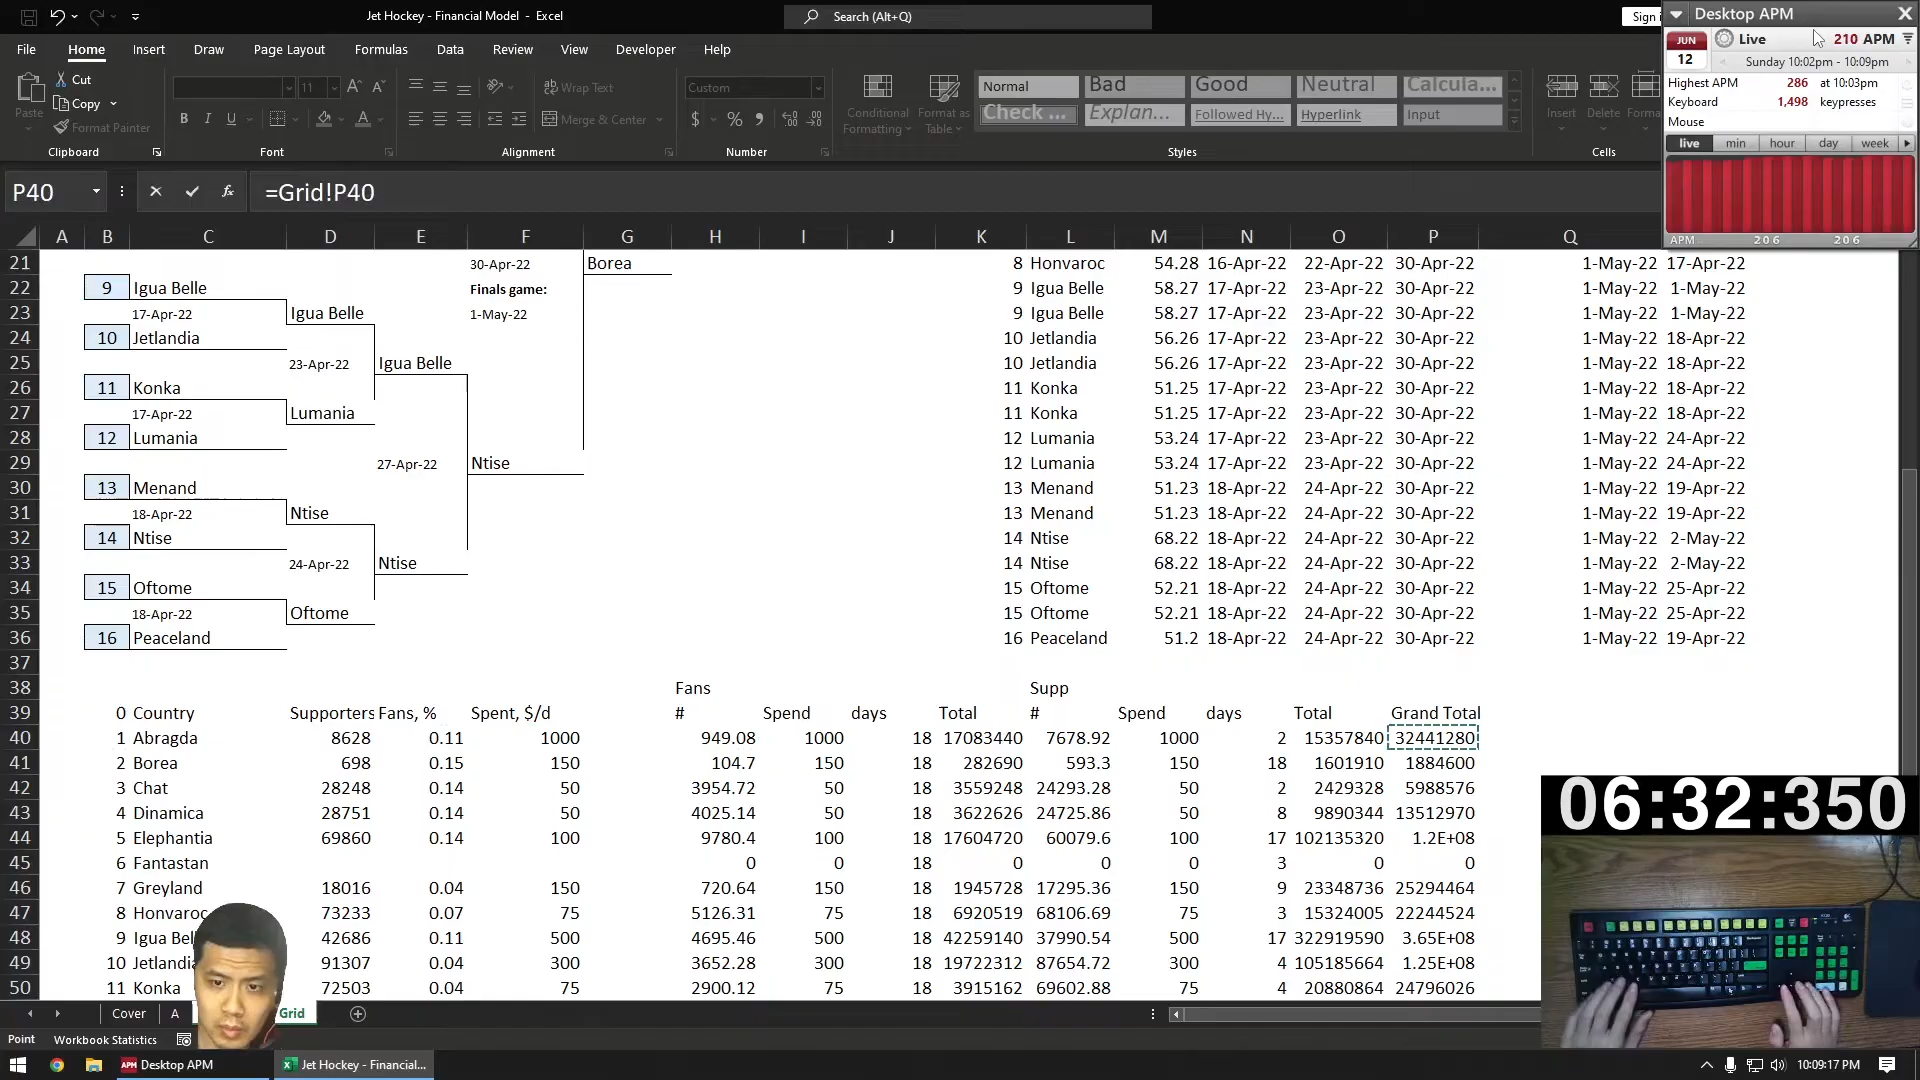 Jet Hockey - Financial Model - Excel
Search (Alt+Q)
Sign i
Desktop APM
File Home Insert Draw Page Layout Formulas Data Review View Developer Help
JUN
12
Live
210 APM
Sunday 10:02pm - 10:09pm
Highest APM 286 at 10:03pm
Keyboard 1,498 keypresses
Mouse
live min hour day week
APM 206 206
Paste
Cut
Copy
Format Painter
Clipboard
11
B I U
Font
Wrap Text
Merge & Center
Alignment
Custom
Number
Conditional Formatting
Format as Table
Normal Bad Good Neutral Calcula...
Check ... Explan... Followed Hy... Hyperlink Input
Styles
Insert Delete Forma
Cells
P40
=Grid!P40
A B C D E F G H I J K L M N O P Q
21 30-Apr-22 Borea 8 Honvaroc 54.28 16-Apr-22 22-Apr-22 30-Apr-22 1-May-22 17-Apr-22
22 9 Igua Belle Finals game: 9 Igua Belle 58.27 17-Apr-22 23-Apr-22 30-Apr-22 1-May-22 1-May-22
23 17-Apr-22 Igua Belle 1-May-22 9 Igua Belle 58.27 17-Apr-22 23-Apr-22 30-Apr-22 1-May-22 1-May-22
24 10 Jetlandia 10 Jetlandia 56.26 17-Apr-22 23-Apr-22 30-Apr-22 1-May-22 18-Apr-22
25 23-Apr-22 Igua Belle 10 Jetlandia 56.26 17-Apr-22 23-Apr-22 30-Apr-22 1-May-22 18-Apr-22
26 11 Konka 11 Konka 51.25 17-Apr-22 23-Apr-22 30-Apr-22 1-May-22 18-Apr-22
27 17-Apr-22 Lumania 11 Konka 51.25 17-Apr-22 23-Apr-22 30-Apr-22 1-May-22 18-Apr-22
28 12 Lumania 12 Lumania 53.24 17-Apr-22 23-Apr-22 30-Apr-22 1-May-22 24-Apr-22
29 27-Apr-22 Ntise 12 Lumania 53.24 17-Apr-22 23-Apr-22 30-Apr-22 1-May-22 24-Apr-22
30 13 Menand 13 Menand 51.23 18-Apr-22 24-Apr-22 30-Apr-22 1-May-22 19-Apr-22
31 18-Apr-22 Ntise 13 Menand 51.23 18-Apr-22 24-Apr-22 30-Apr-22 1-May-22 19-Apr-22
32 14 Ntise 14 Ntise 68.22 18-Apr-22 24-Apr-22 30-Apr-22 1-May-22 2-May-22
33 24-Apr-22 Ntise 14 Ntise 68.22 18-Apr-22 24-Apr-22 30-Apr-22 1-May-22 2-May-22
34 15 Oftome 15 Oftome 52.21 18-Apr-22 24-Apr-22 30-Apr-22 1-May-22 25-Apr-22
35 18-Apr-22 Oftome 15 Oftome 52.21 18-Apr-22 24-Apr-22 30-Apr-22 1-May-22 25-Apr-22
36 16 Peaceland 16 Peaceland 51.2 18-Apr-22 24-Apr-22 30-Apr-22 1-May-22 19-Apr-22
37
38 Fans Supp
39 0 Country Supporters Fans, % Spent, $/d # Spend days Total # Spend days Total Grand Total
40 1 Abragda 8628 0.11 1000 949.08 1000 18 17083440 7678.92 1000 2 15357840 32441280
41 2 Borea 698 0.15 150 104.7 150 18 282690 593.3 150 18 1601910 1884600
42 3 Chat 28248 0.14 50 3954.72 50 18 3559248 24293.28 50 2 2429328 5988576
43 4 Dinamica 28751 0.14 50 4025.14 50 18 3622626 24725.86 50 8 9890344 13512970
44 5 Elephantia 69860 0.14 100 9780.4 100 18 17604720 60079.6 100 17 102135320 1.2E+08
45 6 Fantastan 0 0 18 0 0 0 3 0 0
46 7 Greyland 18016 0.04 150 720.64 150 18 1945728 17295.36 150 9 23348736 25294464
47 8 Honvaroc 73233 0.07 75 5126.31 75 18 6920519 68106.69 75 3 15324005 22244524
48 9 Igua Bel 42686 0.11 500 4695.46 500 18 42259140 37990.54 500 17 322919590 3.65E+08
49 10 Jetlandia 91307 0.04 300 3652.28 300 18 19722312 87654.72 300 4 105185664 1.25E+08
50 11 Konka 72503 0.04 75 2900.12 75 18 3915162 69602.88 75 4 20880864 24796026
06:32:350
Cover A Grid
Point Workbook Statistics
APM Desktop APM
Jet Hockey - Financial...
10:09:17 PM